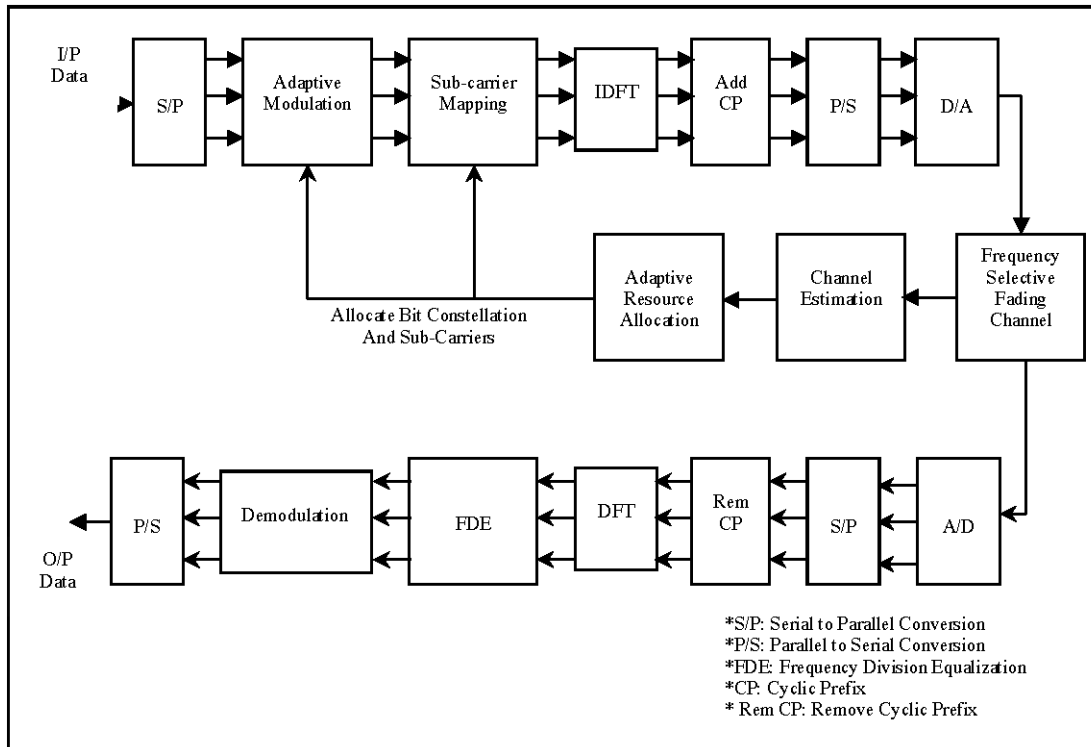 I/P
Data
S/P
Adaptive
Modulation
Sub-carrier
Mapping
IDFT
Add
CP
P/S
D/A
Adaptive
Resource
Allocation
Channel
Estimation
Frequency
Selective
Fading
Channel
Allocate Bit Constellation
And Sub-Carriers
P/S
Demodulation
FDE
DFT
Rem
CP
S/P
A/D
O/P
Data
*S/P: Serial to Parallel Conversion
*P/S: Parallel to Serial Conversion
*FDE: Frequency Division Equalization
*CP: Cyclic Prefix
* Rem CP: Remove Cyclic Prefix